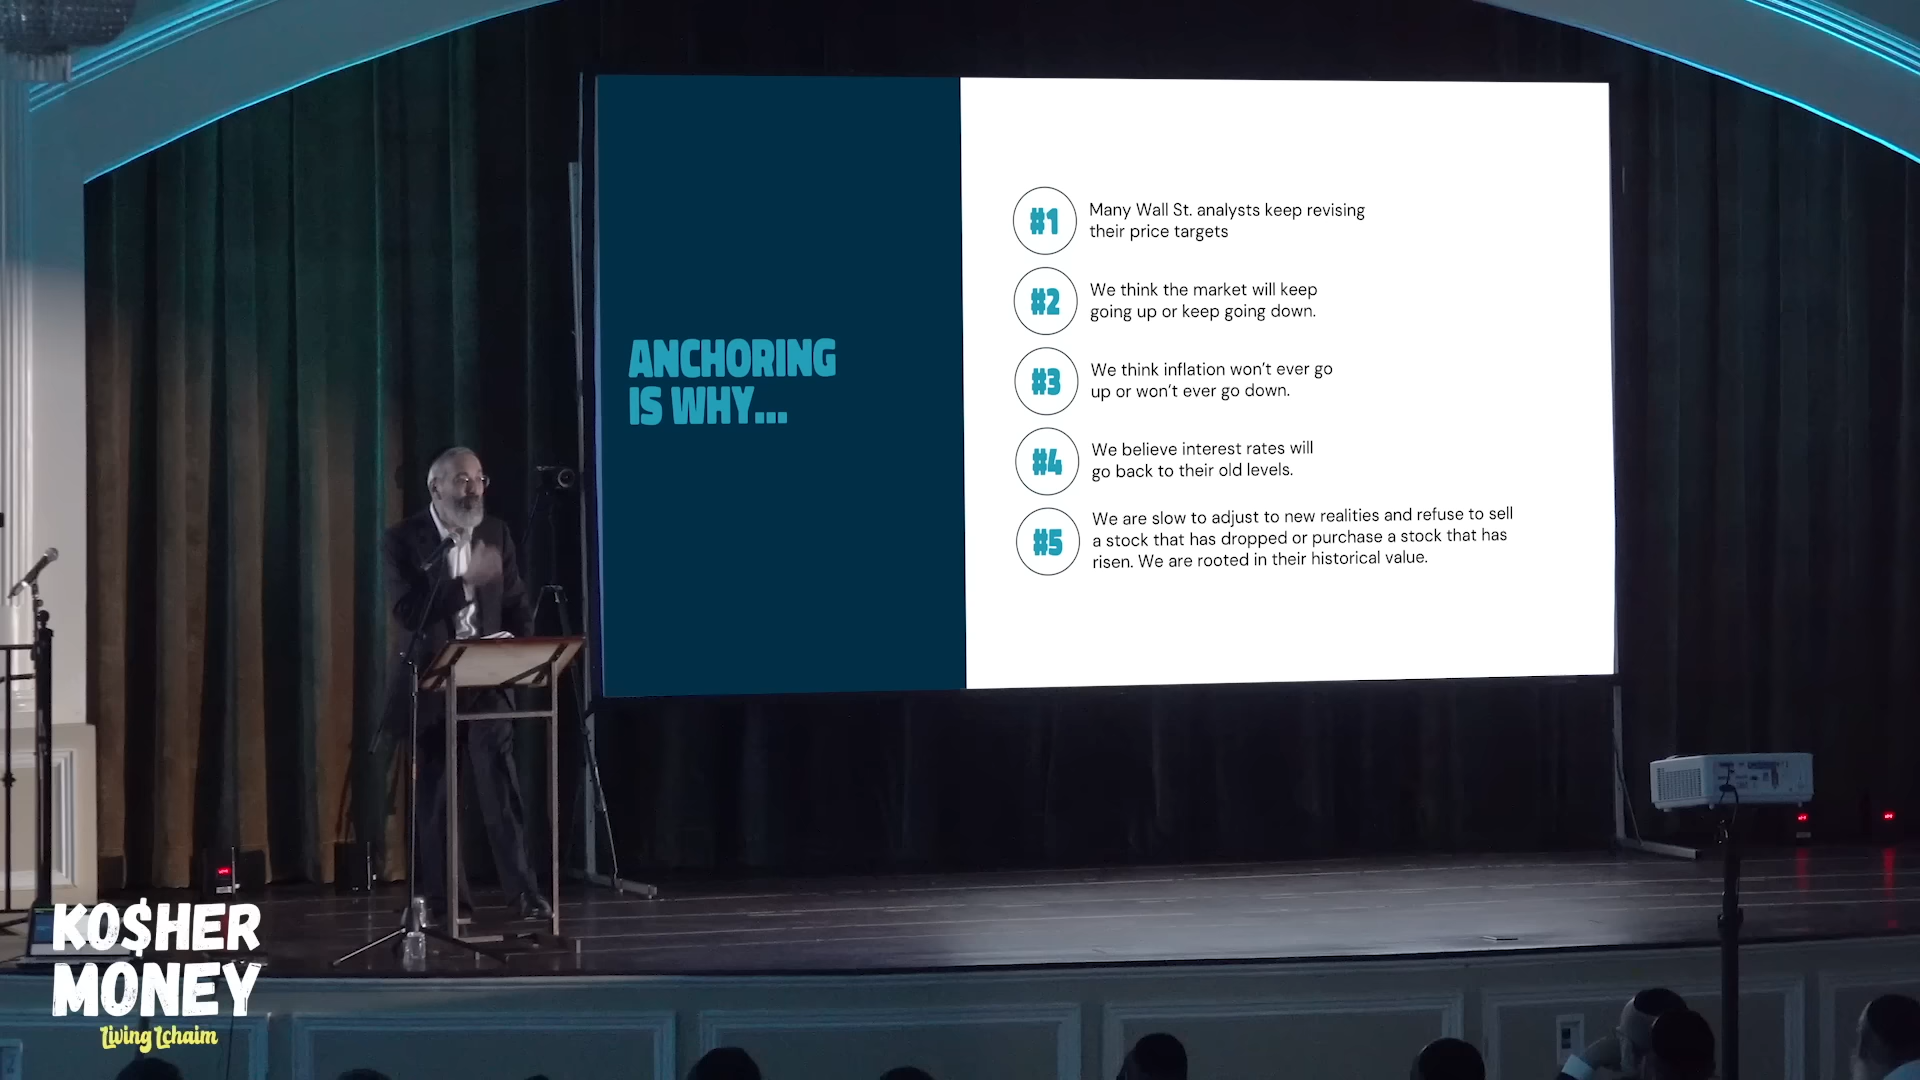 ANCHORING
IS WHY...
#1
Many Wall St. analysts keep revising
their price targets
#2
We think the market will keep
going up or keep going down.
#3
We think inflation won't ever go
up or won't ever go down.
#4
We believe interest rates will
go back to their old levels.
#5
We are slow to adjust to new realities and refuse to sell
a stock that has dropped or purchase a stock that has
risen. We are rooted in their historical value.
KO$HER
MONEY
Living Lchaim